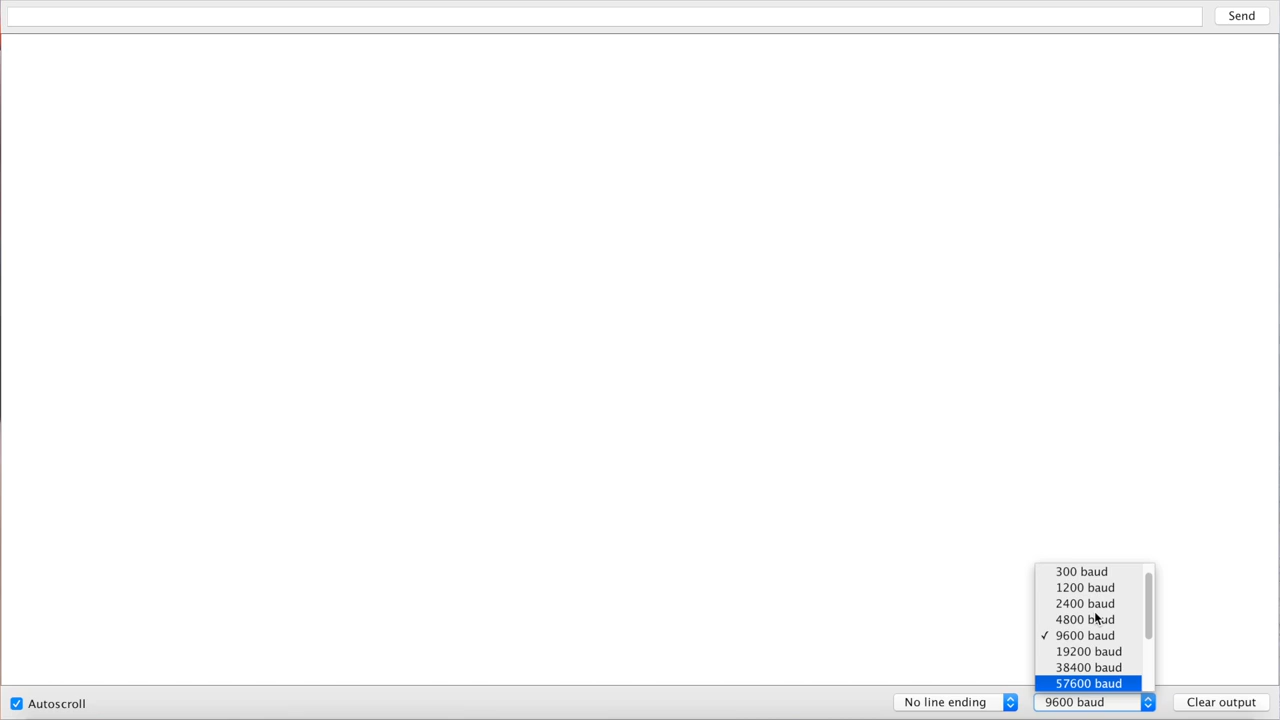 Send
300 baud
1200 baud
2400 baud
4800 baud
✓ 9600 baud
19200 baud
38400 baud
57600 baud
Autoscroll
No line ending
9600 baud
Clear output